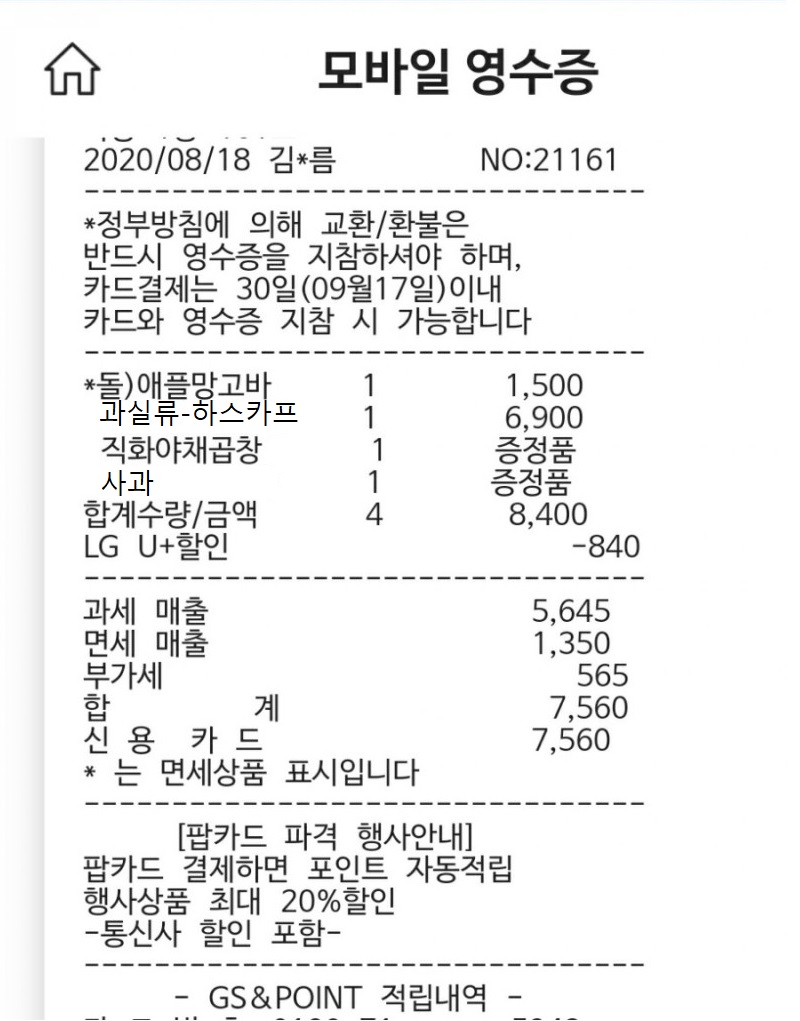 모바일 영수증
2020/08/18 김*름 NO:21161
--------------------------------
*정부방침에 의해 교환/환불은
반드시 영수증을 지참하셔야 하며,
카드결제는 30일(09월17일)이내
카드와 영수증 지참 시 가능합니다
--------------------------------
*돌)애플망고바 1 1,500
과실류-하스카프 1 6,900
직화야채곱창 1 증정품
사과 1 증정품
합계수량/금액 4 8,400
LG U+할인 -840
--------------------------------
과세 매출 5,645
면세 매출 1,350
부가세 565
합 계 7,560
신 용 카 드 7,560
* 는 면세상품 표시입니다
--------------------------------
[팝카드 파격 행사안내]
팝카드 결제하면 포인트 자동적립
행사상품 최대 20%할인
-통신사 할인 포함-
--------------------------------
- GS&POINT 적립내역 -